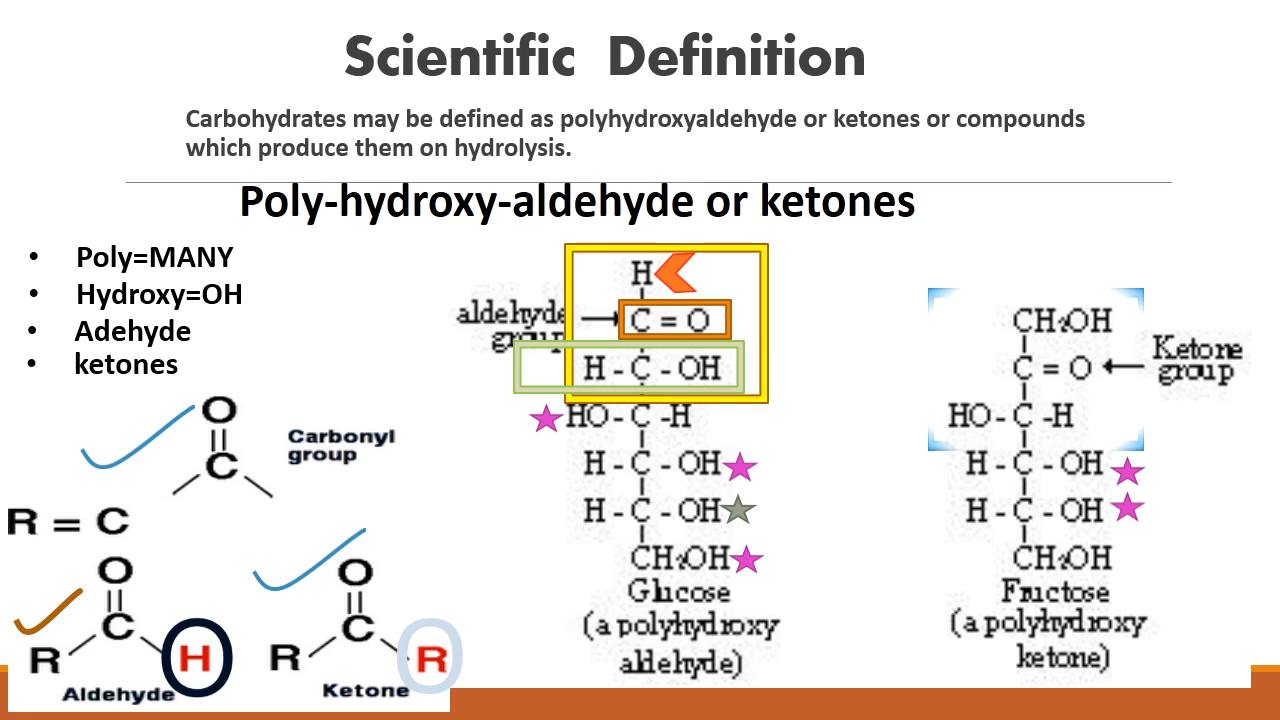 Scientific Definition
Carbohydrates may be defined as polyhydroxyaldehyde or ketones or compounds
which produce them on hydrolysis.
Poly-hydroxy-aldehyde or ketones
• Poly=MANY
• Hydroxy=OH
• Adehyde
• ketones
O
C
Carbonyl
group
R = C
O
C
R
H
Aldehyde
O
C
R
R
Ketone
aldehyde
group
H
C = O
H - C - OH
HO - C - H
H - C - OH
H - C - OH
CH₂OH
Glucose
(a polyhydroxy
aldehyde)
CH₂OH
C = O
Ketone
group
HO - C - H
H - C - OH
H - C - OH
CH₂OH
Fructose
(a polyhydroxy
ketone)